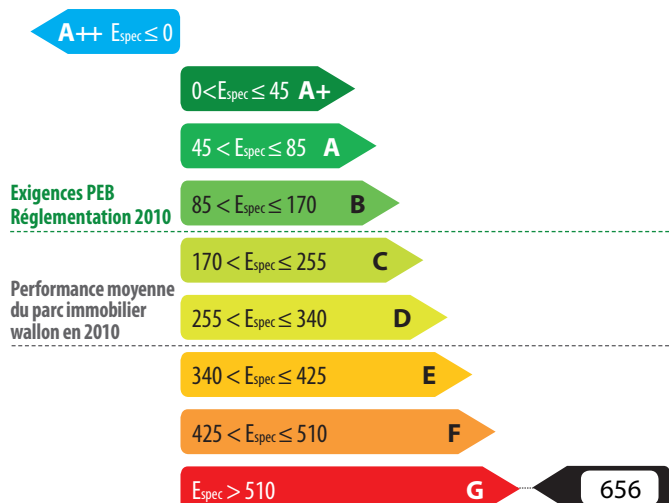 A++ Espec ≤ 0
0<Espec ≤ 45 A+
45 < Espec ≤ 85 A
Exigences PEB
Réglementation 2010
85 < Espec ≤ 170 B
170 < Espec ≤ 255 C
Performance moyenne
du parc immobilier
wallon en 2010
255 < Espec ≤ 340 D
340 < Espec ≤ 425 E
425 < Espec ≤ 510 F
Espec > 510 G 656